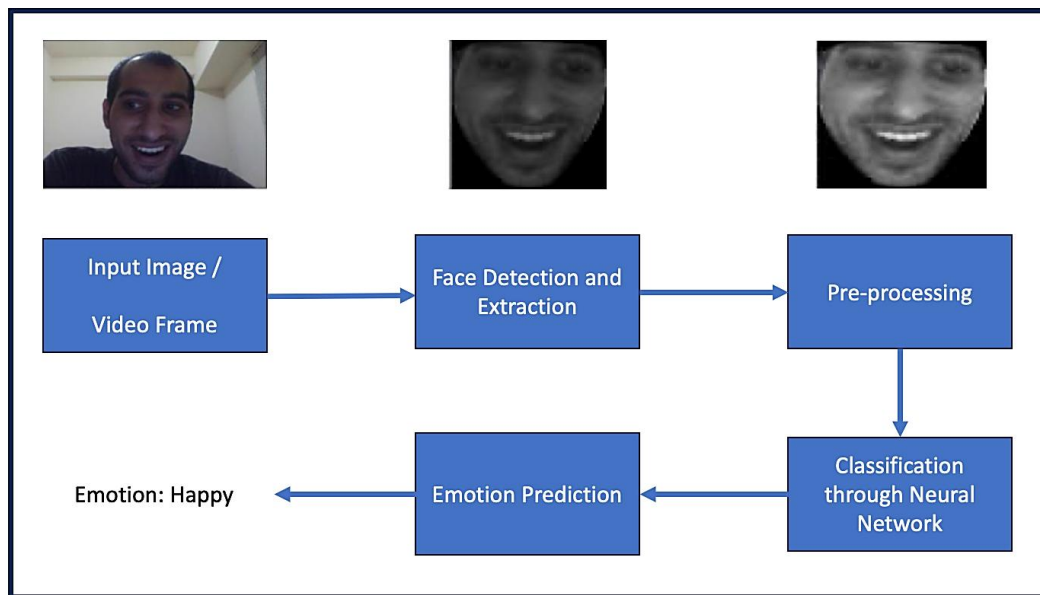 Input Image /
Video Frame
Face Detection and
Extraction
Pre-processing
Classification
through Neural
Network
Emotion Prediction
Emotion: Happy